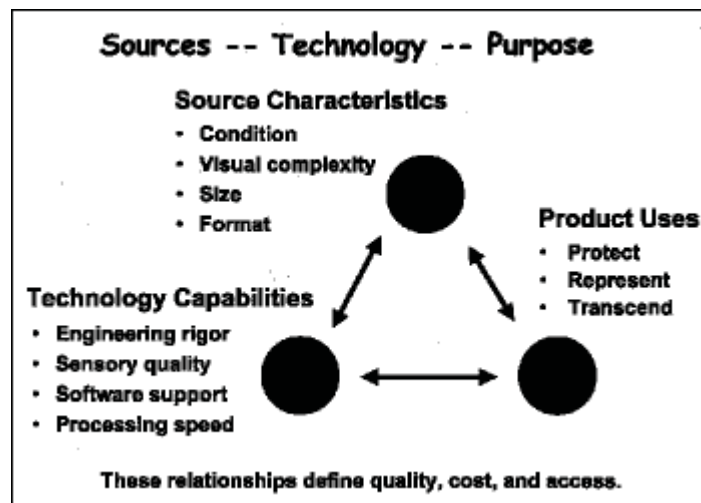 Sources -- Technology -- Purpose
Source Characteristics
• Condition
• Visual complexity
• Size
• Format
Product Uses
• Protect
• Represent
• Transcend
Technology Capabilities
• Engineering rigor
• Sensory quality
• Software support
• Processing speed
These relationships define quality, cost, and access.